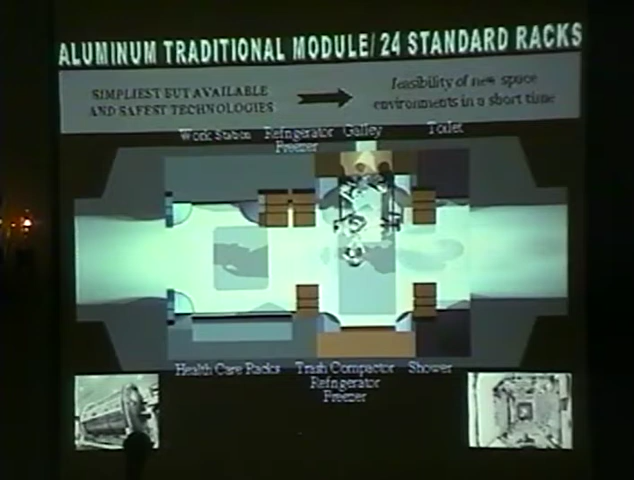 ALUMINUM TRADITIONAL MODULE/ 24 STANDARD RACKS
SIMPLIEST BUT AVAILABLE
AND SAFEST TECHNOLOGIES
feasibility of new space
environments in a short time
Work Station
Refrigerator
Freezer
Galley
Toilet
Health Care Racks
Trash Compactor
Refrigerator
Freezer
Shower